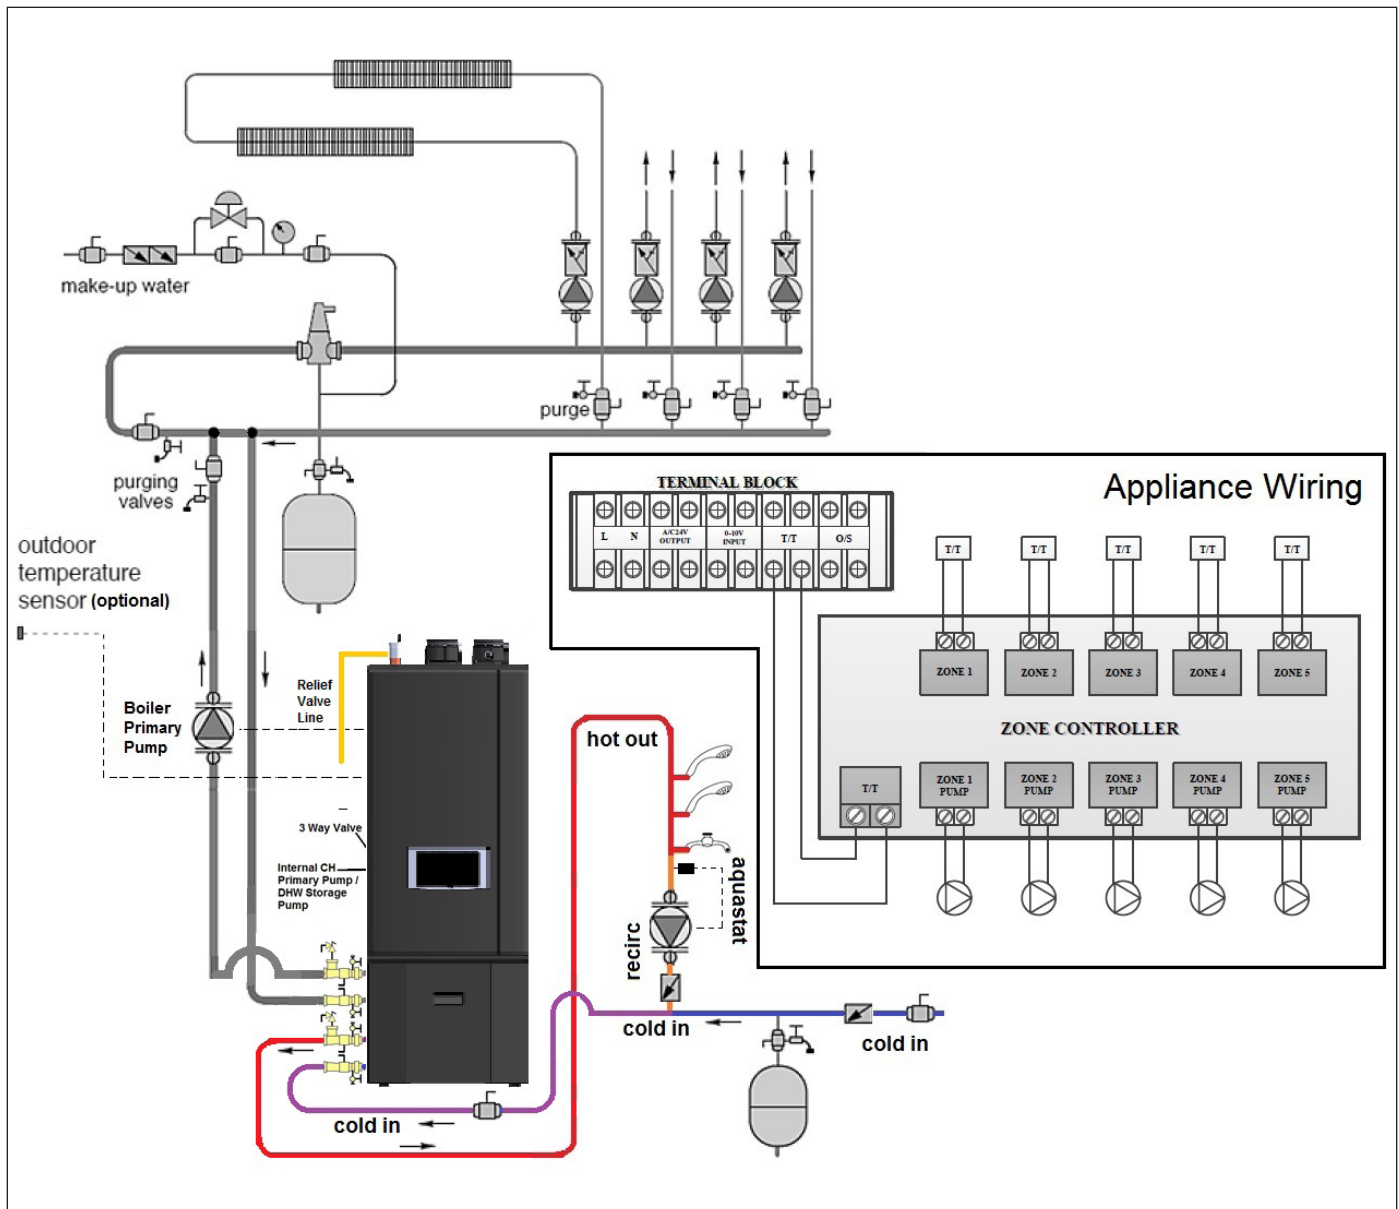 make-up water
purge
purging
valves
outdoor
temperature
sensor (optional)
Boiler
Primary
Pump
Relief
Valve
Line
3 Way Valve
Internal CH
Primary Pump /
DHW Storage
Pump
hot out
aquastat
recirc
cold in
cold in
cold in
Appliance Wiring
TERMINAL BLOCK
L
N
A/C24V
OUTPUT
0-10V
INPUT
T/T
O/S
T/T
T/T
T/T
T/T
T/T
ZONE 1
ZONE 2
ZONE 3
ZONE 4
ZONE 5
ZONE CONTROLLER
T/T
ZONE 1
PUMP
ZONE 2
PUMP
ZONE 3
PUMP
ZONE 4
PUMP
ZONE 5
PUMP